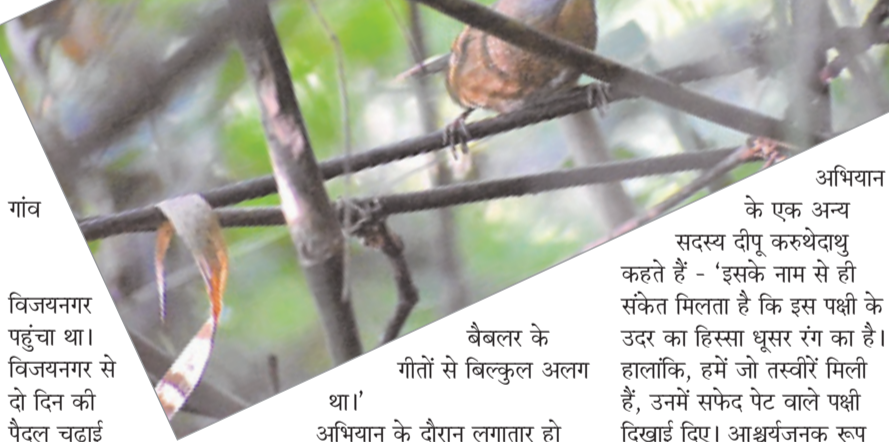 गांव
विजयनगर
पहुंचा था।
विजयनगर से
दो दिन की
पैदल चढ़ाई
बैबलर के
गीतों से बिल्कुल अलग
था।’
अभियान के दौरान लगातार हो
अभियान
के एक अन्य
सदस्य दीपू करुथेदाथु
कहते हैं - ‘इसके नाम से ही
संकेत मिलता है कि इस पक्षी के
उदर का हिस्सा धूसर रंग का है।
हालांकि, हमें जो तस्वीरें मिली
हैं, उनमें सफेद पेट वाले पक्षी
दिखाई दिए। आश्चर्यजनक रूप